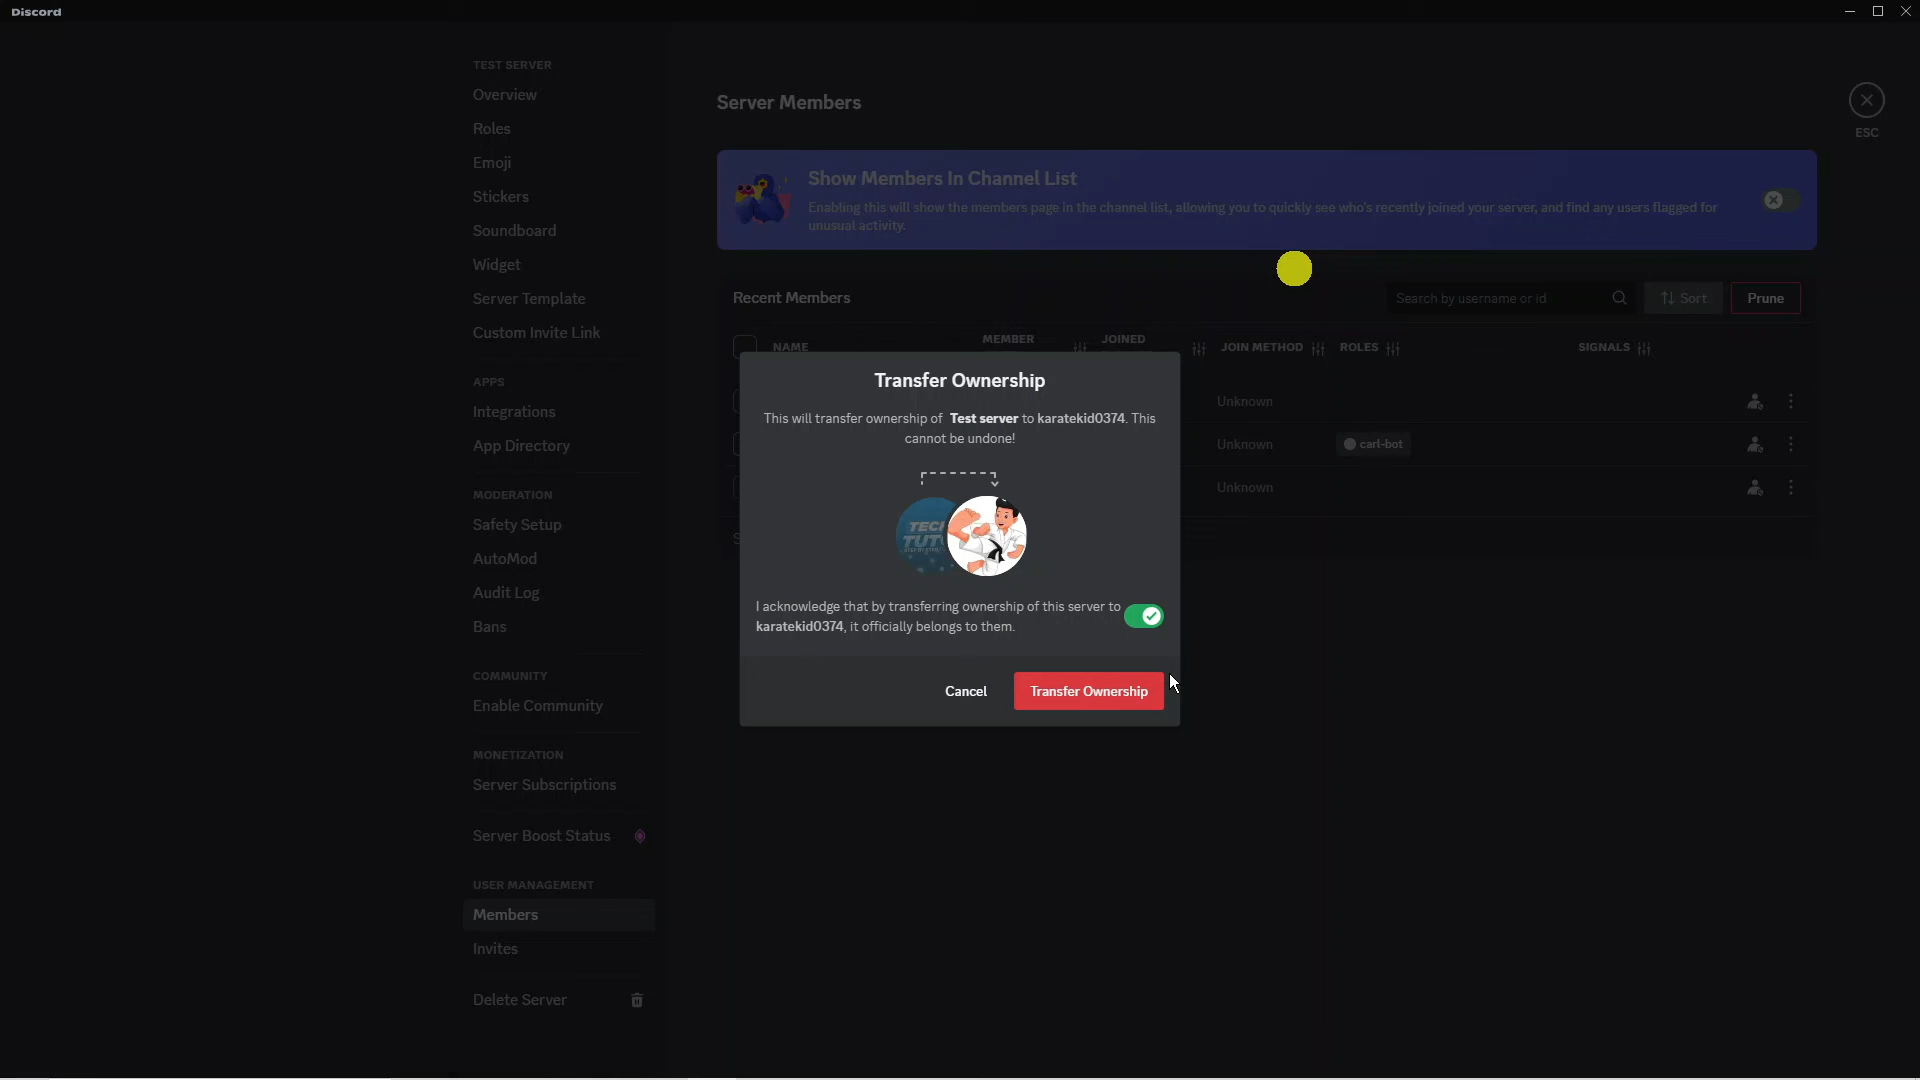 Discord
TEST SERVER
Overview
Roles
Emoji
Stickers
Soundboard
Widget
Server Template
Custom Invite Link
APPS
Integrations
App Directory
MODERATION
Safety Setup
AutoMod
Audit Log
Bans
COMMUNITY
Enable Community
MONETIZATION
Server Subscriptions
Server Boost Status
USER MANAGEMENT
Members
Invites
Delete Server
Server Members
ESC
Show Members In Channel List
Enabling this will show the members page in the channel list, allowing you to quickly see who's recently joined your server, and find any users flagged for
unusual activity.
Recent Members
Search by username or id
Sort
Prune
NAME
MEMBER
JOINED
JOIN METHOD
ROLES
SIGNALS
Unknown
Unknown
carl-bot
Unknown
Transfer Ownership
This will transfer ownership of Test server to karatekid0374. This
cannot be undone!
TECH
TUT
I acknowledge that by transferring ownership of this server to
karatekid0374, it officially belongs to them.
Cancel
Transfer Ownership